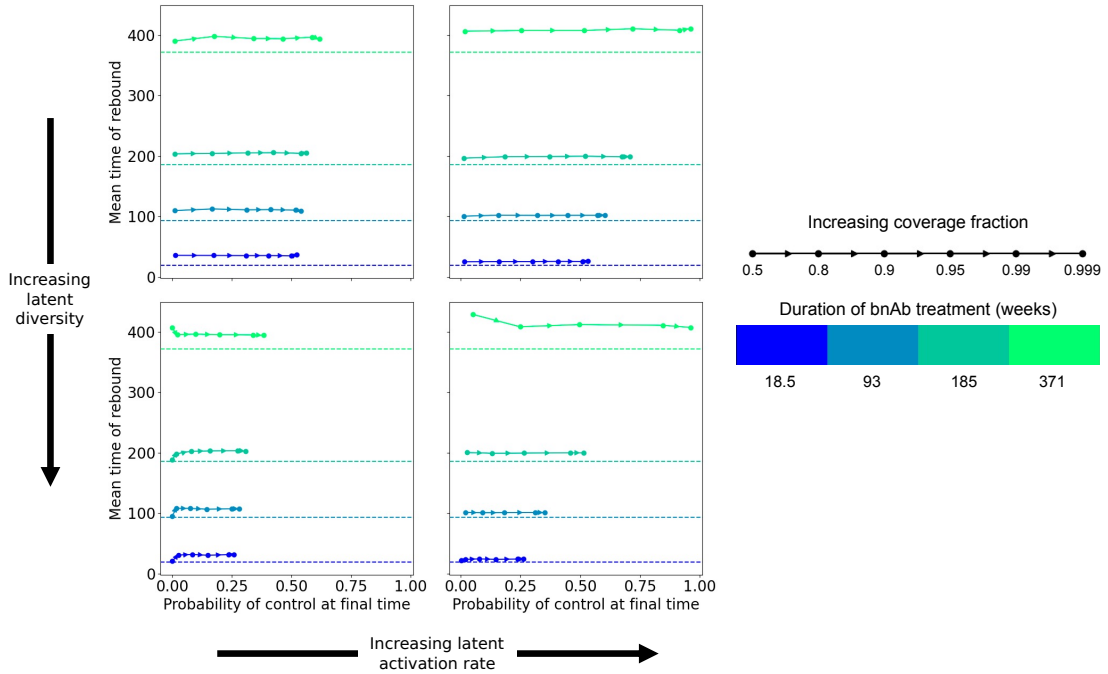 Mean time of rebound
400
300
200
100
0
Increasing
latent
diversity
Mean time of rebound
400
300
200
100
0
0.00 0.25 0.50 0.75 1.00
Probability of control at final time
0.00 0.25 0.50 0.75 1.00
Probability of control at final time
Increasing latent
activation rate
Increasing coverage fraction
0.5 0.8 0.9 0.95 0.99 0.999
Duration of bnAb treatment (weeks)
18.5 93 185 371